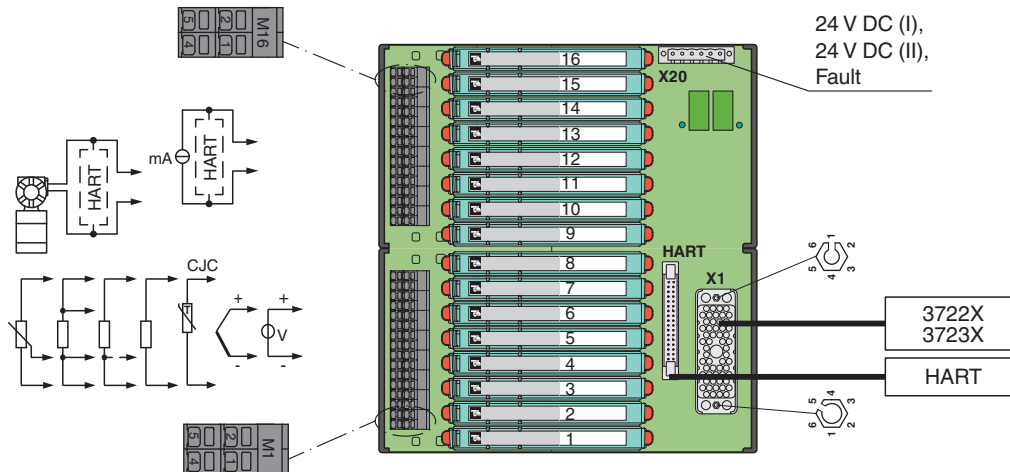 5 2 M16
4 1
24 V DC (I),
24 V DC (II),
Fault
X20
16
15
14
13
12
11
10
9
HART
mA
HART
HART
X1
8
7
6
5
4
3
2
1
6 1 2
5 4 3
3722X
3723X
HART
5 4 3
6 1 2
CJC
+ +
V
- -
5 2 M1
4 1